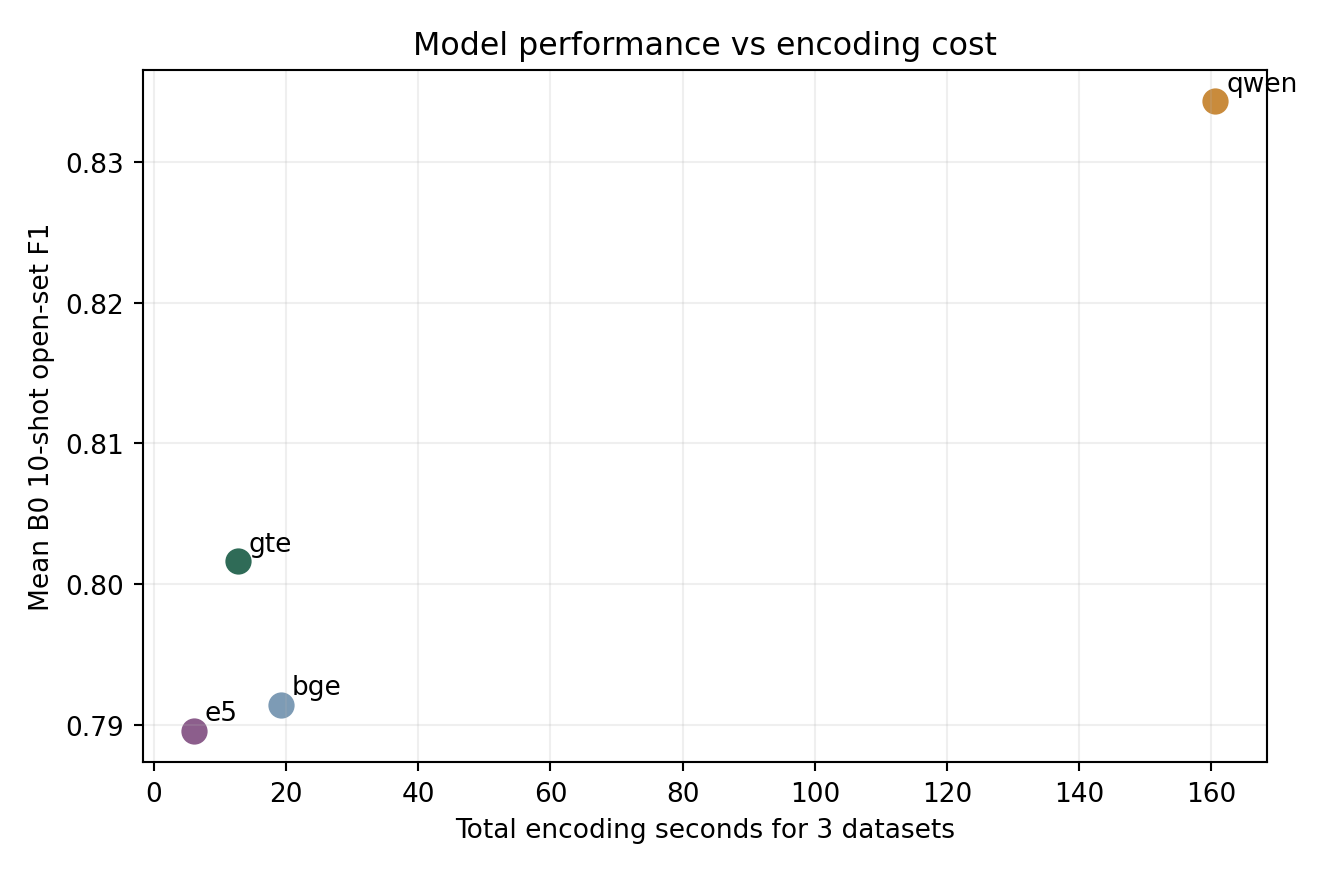 Model performance vs encoding cost
qwen
0.83
0.82
0.81
gte
0.80
bge
e5
0.79
Mean B0 10-shot open-set F1
0 20 40 60 80 100 120 140 160
Total encoding seconds for 3 datasets